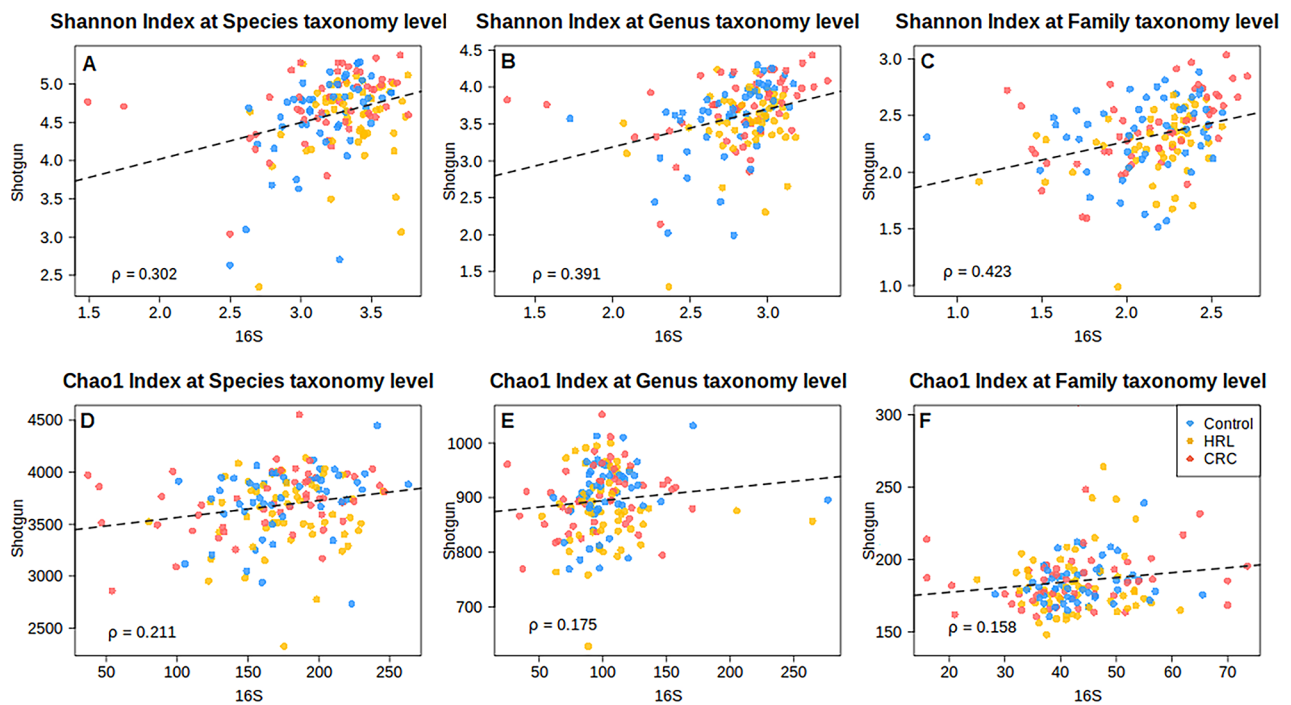 Shannon Index at Species taxonomy level
A
Shotgun
5.0
4.5
4.0
3.5
3.0
2.5
ρ = 0.302
1.5 2.0 2.5 3.0 3.5
16S
Shannon Index at Genus taxonomy level
B
Shotgun
4.5
4.0
3.5
3.0
2.5
2.0
1.5
ρ = 0.391
1.5 2.0 2.5 3.0
16S
Shannon Index at Family taxonomy level
C
Shotgun
3.0
2.5
2.0
1.5
1.0
ρ = 0.423
1.0 1.5 2.0 2.5
16S
Chao1 Index at Species taxonomy level
D
Shotgun
4500
4000
3500
3000
2500
ρ = 0.211
50 100 150 200 250
16S
Chao1 Index at Genus taxonomy level
E
Shotgun
1000
900
800
700
ρ = 0.175
50 100 150 200 250
16S
Chao1 Index at Family taxonomy level
F
Control
HRL
CRC
Shotgun
300
250
200
150
ρ = 0.158
20 30 40 50 60 70
16S